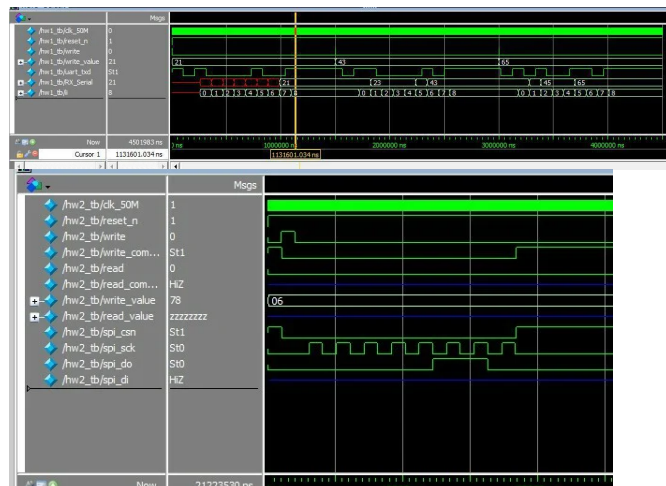 Msgs
/hw1_tb/clk_50M 0
/hw1_tb/reset_n 1
/hw1_tb/write 0
/hw1_tb/write_value 21 21 43 65
/hw1_tb/uart_txd St1
/hw1_tb/RX_Serial 21 21 23 43 45 65
/hw1_tb/i 8 0 1 2 3 4 5 6 7 8 0 1 2 3 4 5 6 7 8 0 1 2 3 4 5 6 7 8
Now 4501983 ns ns 1000000 ns 2000000 ns 3000000 ns 4000000 ns
Cursor 1 1131601.034 ns 1131601.034 ns
Msgs
/hw2_tb/clk_50M 1
/hw2_tb/reset_n 1
/hw2_tb/write 0
/hw2_tb/write_com... St1
/hw2_tb/read 0
/hw2_tb/read_com... HiZ
/hw2_tb/write_value 78 06
/hw2_tb/read_value zzzzzzzz
/hw2_tb/spi_csn St1
/hw2_tb/spi_sck St0
/hw2_tb/spi_do St0
/hw2_tb/spi_di HiZ
Now 21223530 ns